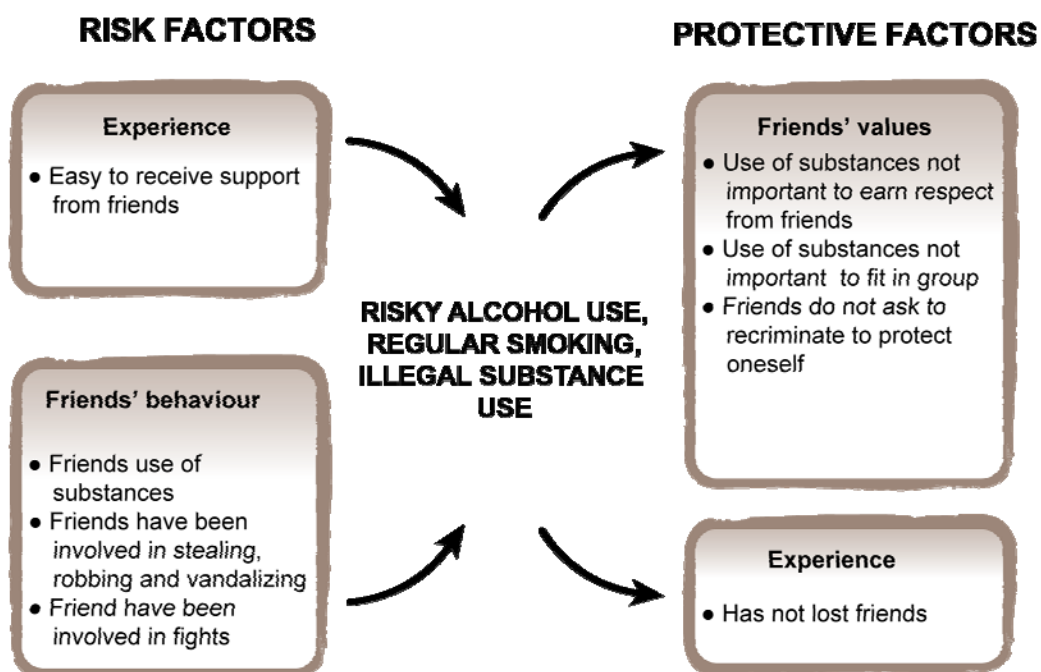 RISK FACTORS
Experience
● Easy to receive support
from friends
Friends' behaviour
● Friends use of
substances
● Friends have been
involved in stealing,
robbing and vandalizing
● Friend have been
involved in fights
RISKY ALCOHOL USE,
REGULAR SMOKING,
ILLEGAL SUBSTANCE
USE
PROTECTIVE FACTORS
Friends' values
● Use of substances not
important to earn respect
from friends
● Use of substances not
important to fit in group
● Friends do not ask to
recriminate to protect
oneself
Experience
● Has not lost friends